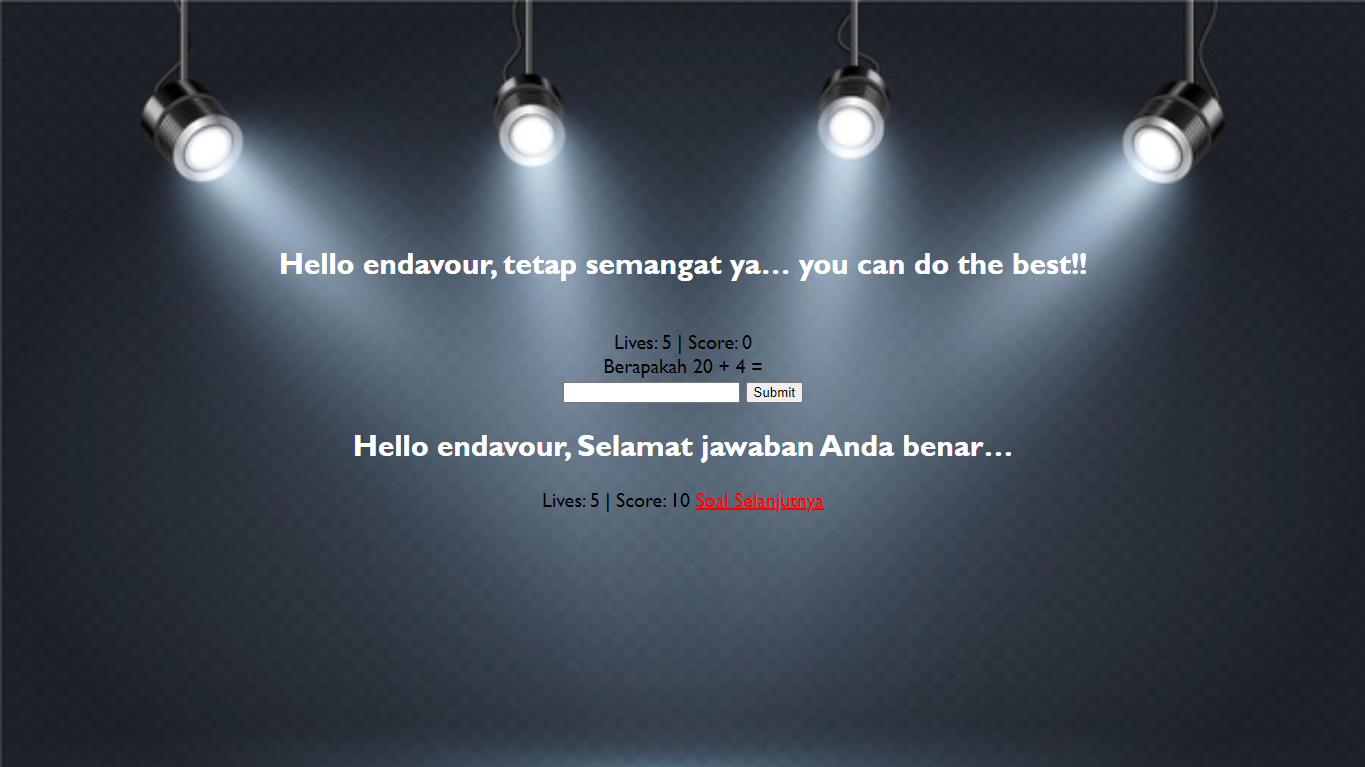 Hello endavour, tetap semangat ya... you can do the best!!
Lives: 5 | Score: 0
Berapakah 20 + 4 =
Submit
Hello endavour, Selamat jawaban Anda benar...
Lives: 5 | Score: 10 Soal Selanjutnya